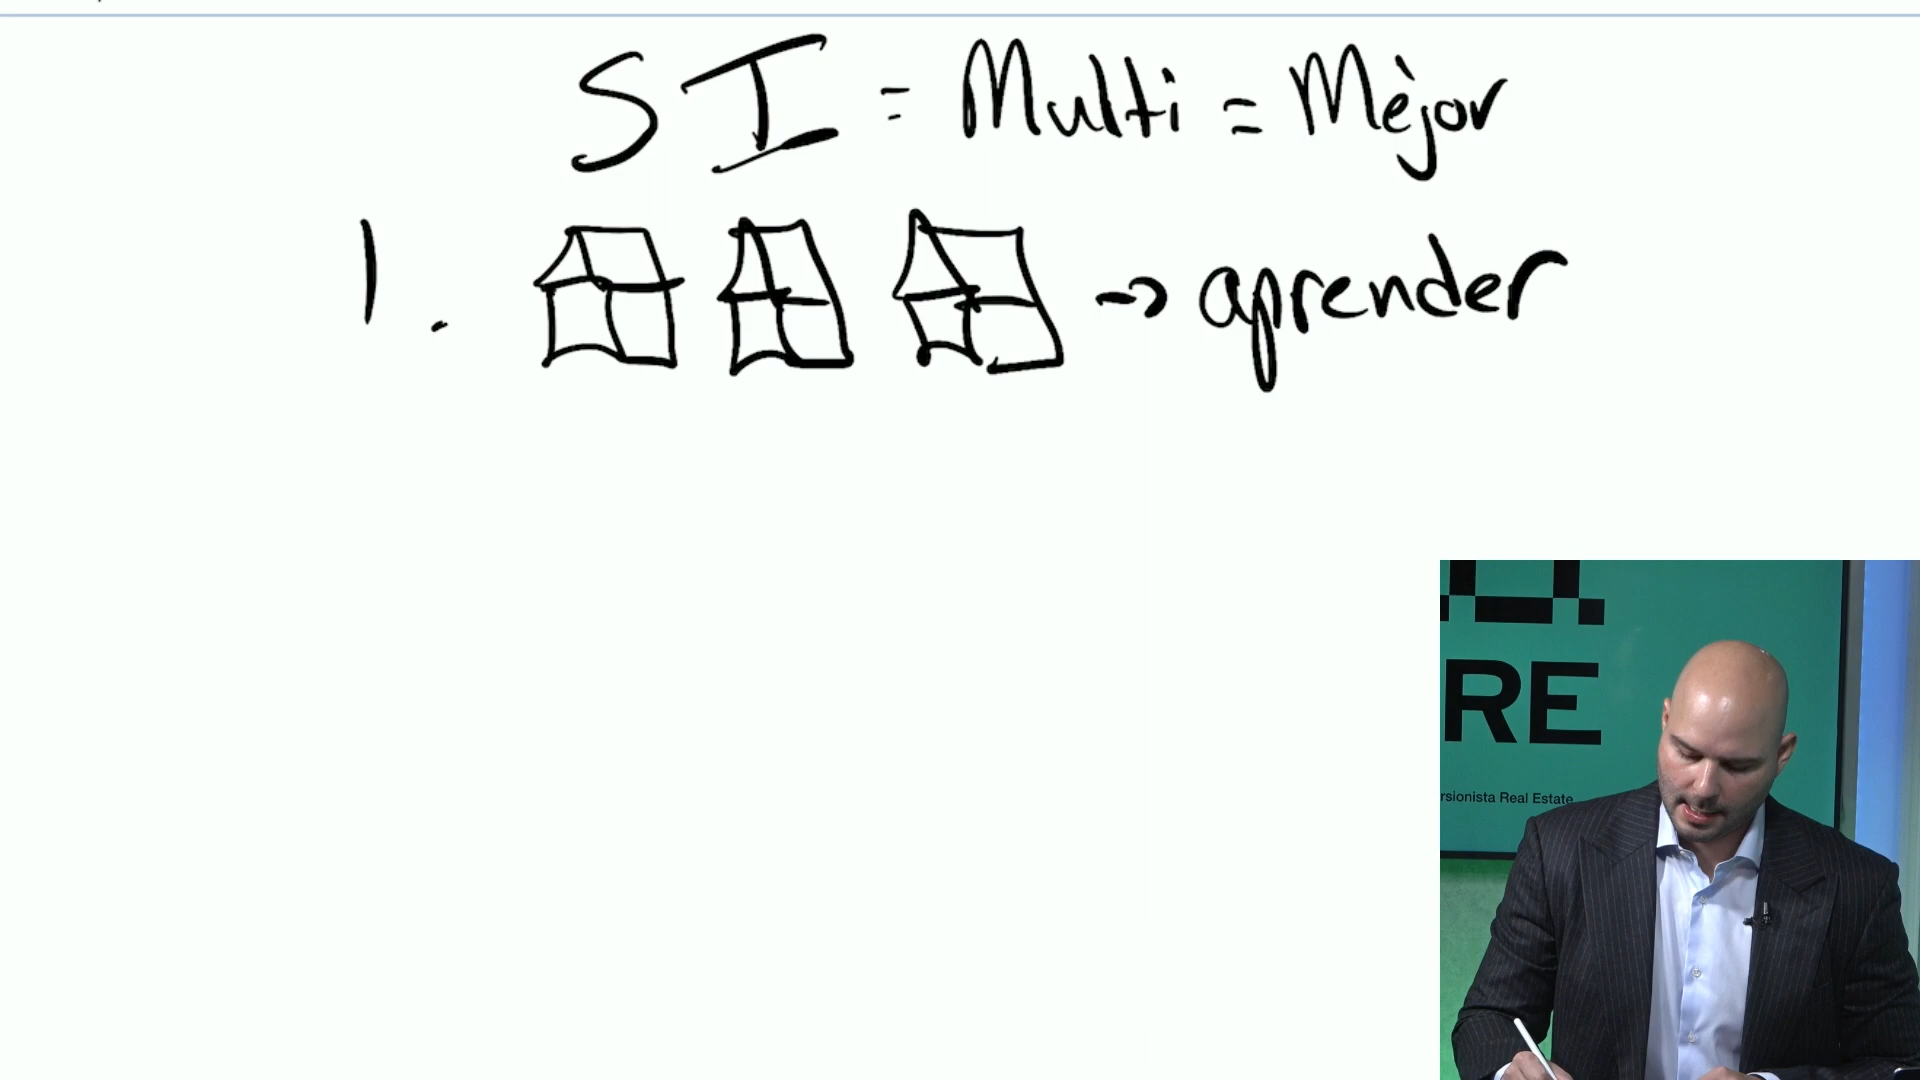 SI = Multi = Mèjor
1. → aprender
RE
rsionista Real Estate